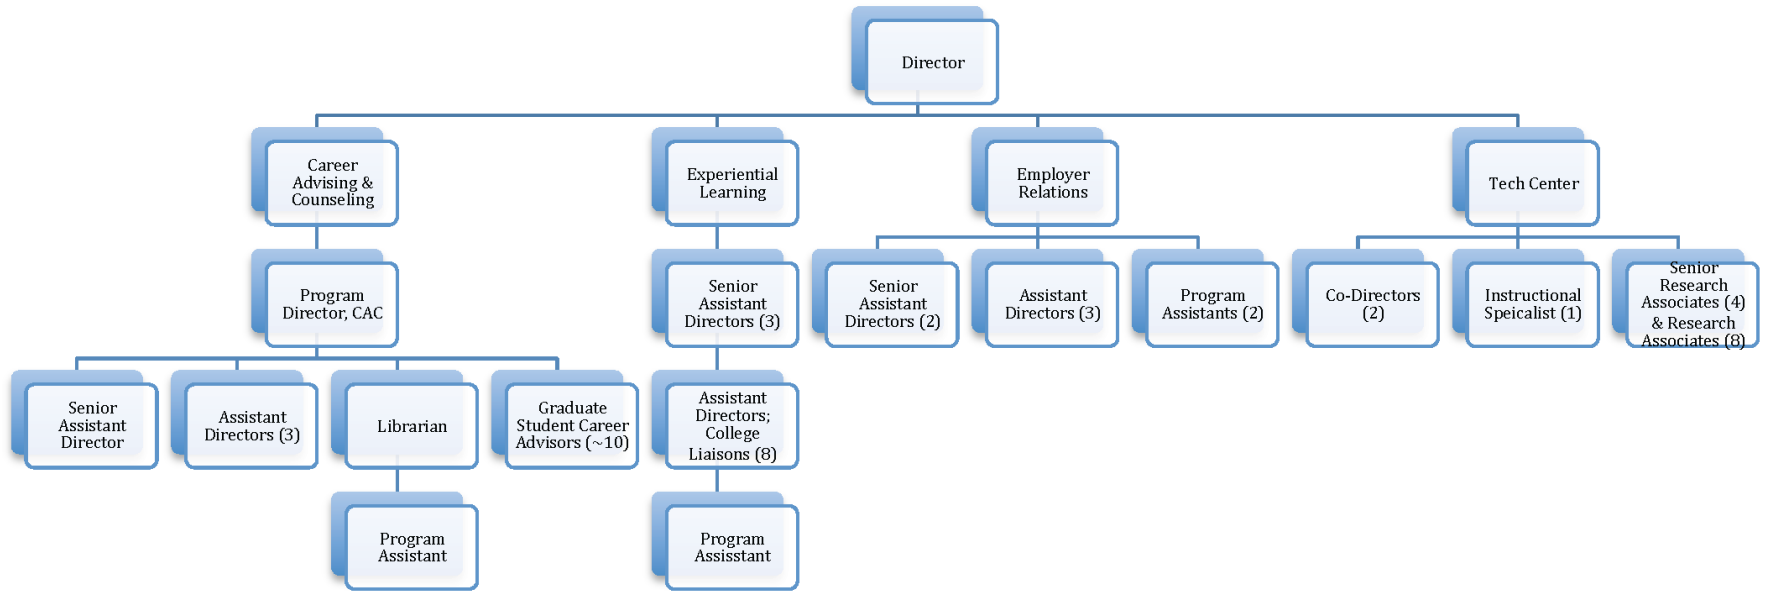 Director
Career
Advising &
Counseling
Experiential
Learning
Employer
Relations
Tech Center
Program
Director, CAC
Senior
Assistant
Directors (3)
Senior
Assistant
Directors (2)
Assistant
Directors (3)
Program
Assistants (2)
Co-Directors
(2)
Instructional
Speicalist (1)
Senior
Research
Associates (4)
& Research
Associates (8)
Senior
Assistant
Director
Assistant
Directors (3)
Librarian
Graduate
Student Career
Advisors (~10)
Assistant
Directors;
College
Liaisons (8)
Program
Assistant
Program
Assisstant